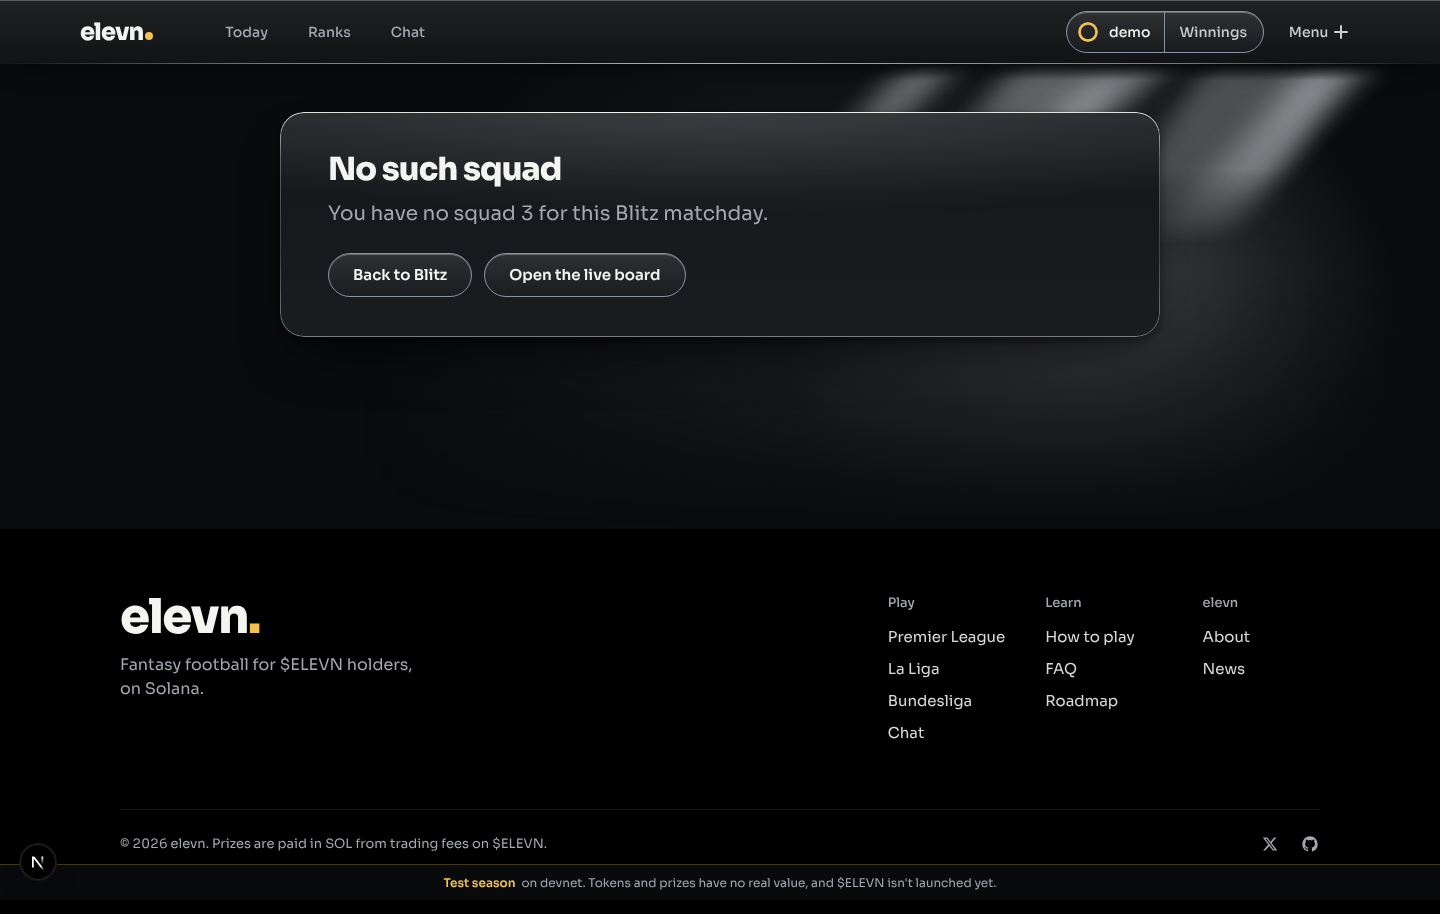 elevn.
Today Ranks Chat
demo Winnings Menu
No such squad
You have no squad 3 for this Blitz matchday.
Back to Blitz Open the live board
elevn.
Fantasy football for $ELEVN holders,
on Solana.
Play
Premier League
La Liga
Bundesliga
Chat
Learn
How to play
FAQ
Roadmap
elevn
About
News
© 2026 elevn. Prizes are paid in SOL from trading fees on $ELEVN.
N
Test season on devnet. Tokens and prizes have no real value, and $ELEVN isn't launched yet.